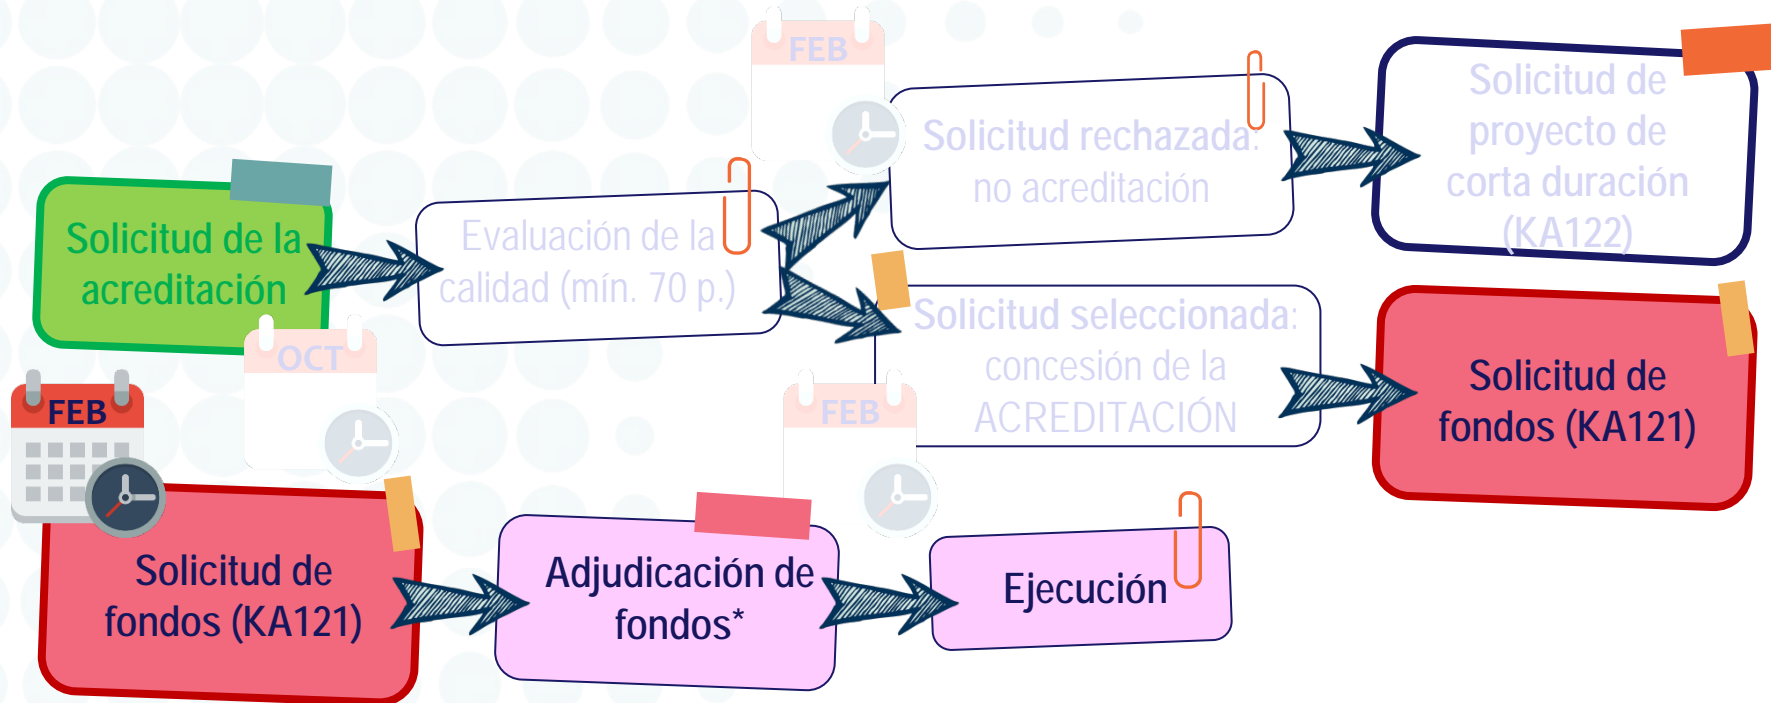 Solicitud de la
acreditación
OCT
Evaluación de la
calidad (mín. 70 p.)
FEB
Solicitud rechazada:
no acreditación
Solicitud de
proyecto de
corta duración
(KA122)
FEB
Solicitud seleccionada:
concesión de la
ACREDITACIÓN
Solicitud de
fondos (KA121)
FEB
Solicitud de
fondos (KA121)
Adjudicación de
fondos*
Ejecución